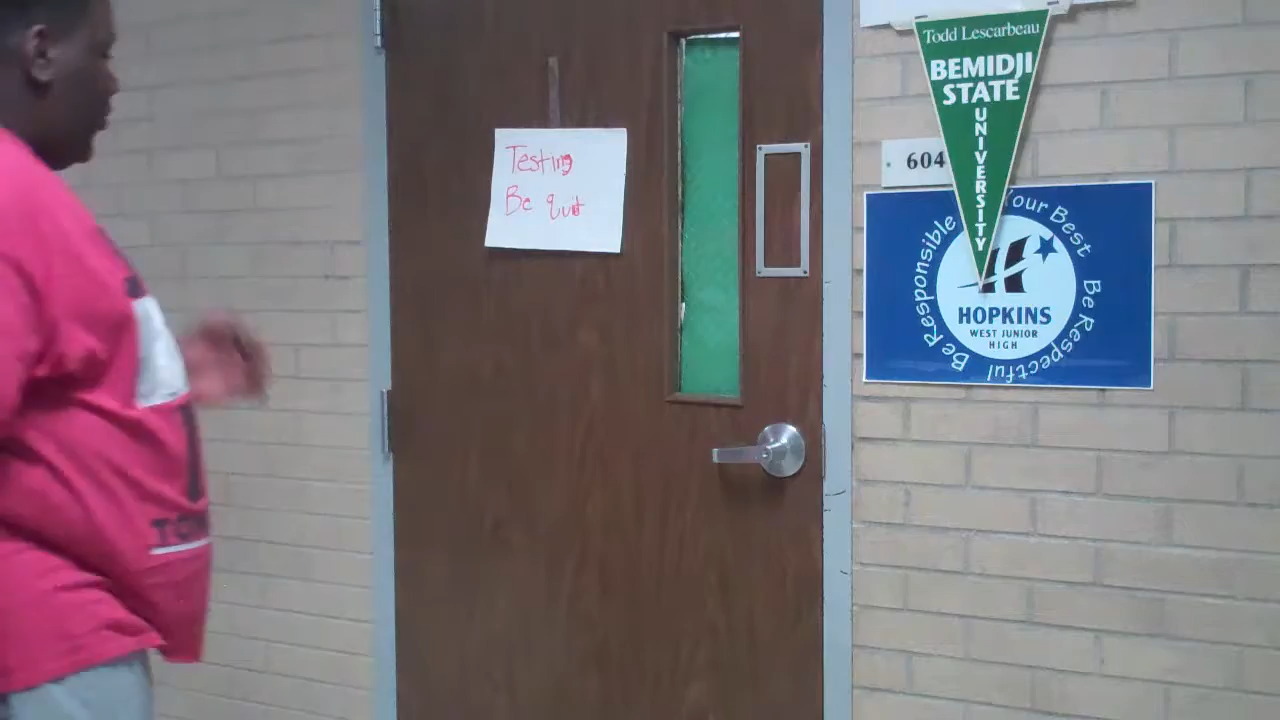 Testing
Be quit
Todd Lescarbeau
BEMIDJI
STATE
UNIVERSITY
604
Be Responsible
Your Best
Be Respectful
HOPKINS
WEST JUNIOR
HIGH